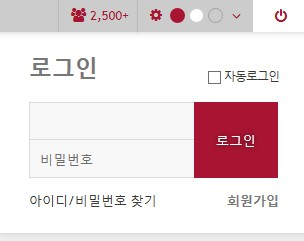 2,500+
로그인
자동로그인
로그인
비밀번호
아이디/비밀번호 찾기
회원가입